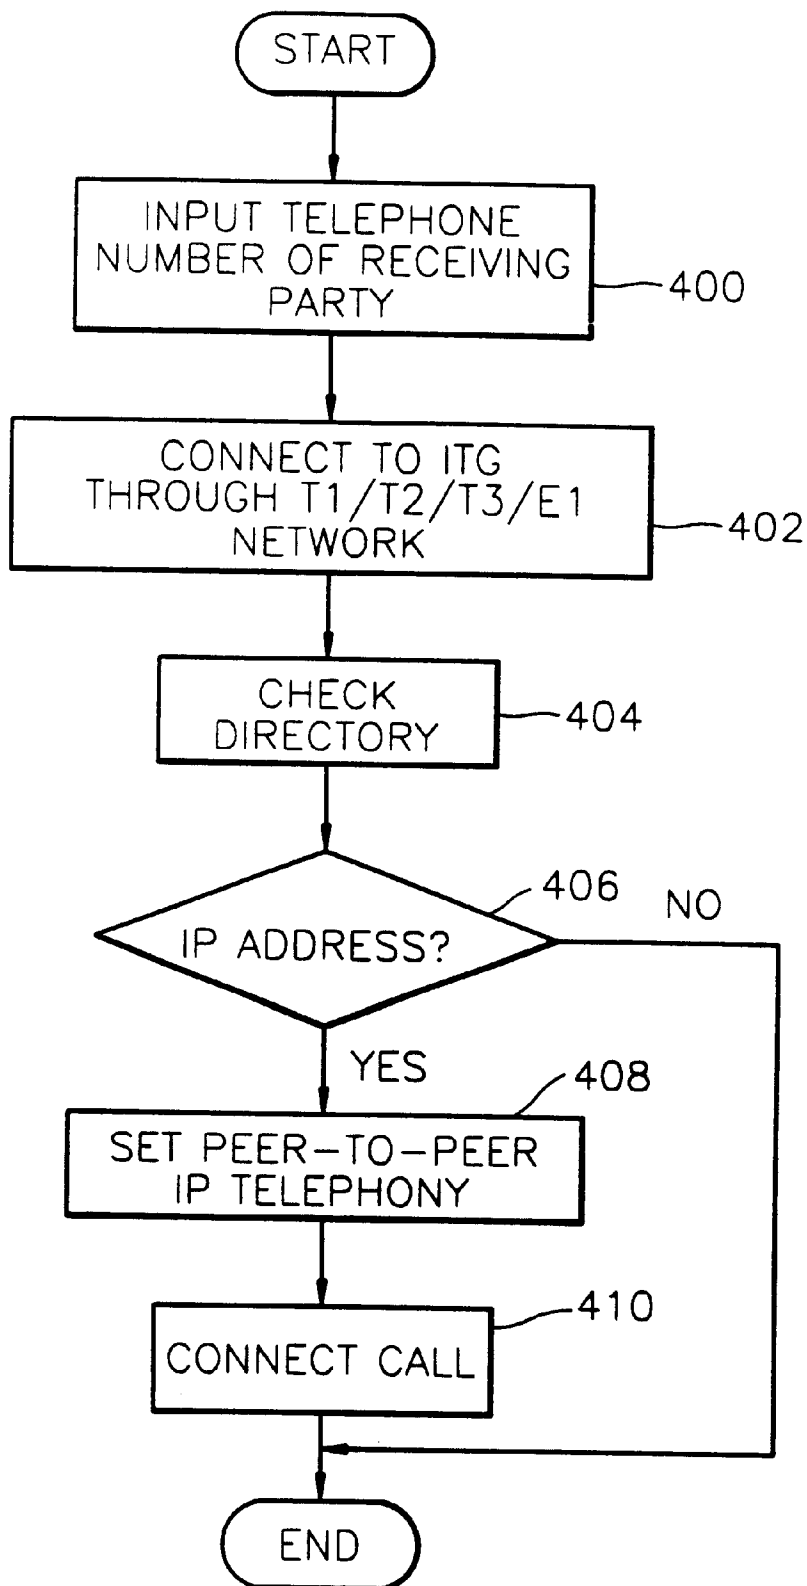 START
INPUT TELEPHONE
NUMBER OF RECEIVING
PARTY
400
CONNECT TO ITG
THROUGH T1/T2/T3/E1
NETWORK
402
CHECK
DIRECTORY
404
406
NO
IP ADDRESS?
YES
408
SET PEER-TO-PEER
IP TELEPHONY
410
CONNECT CALL
END